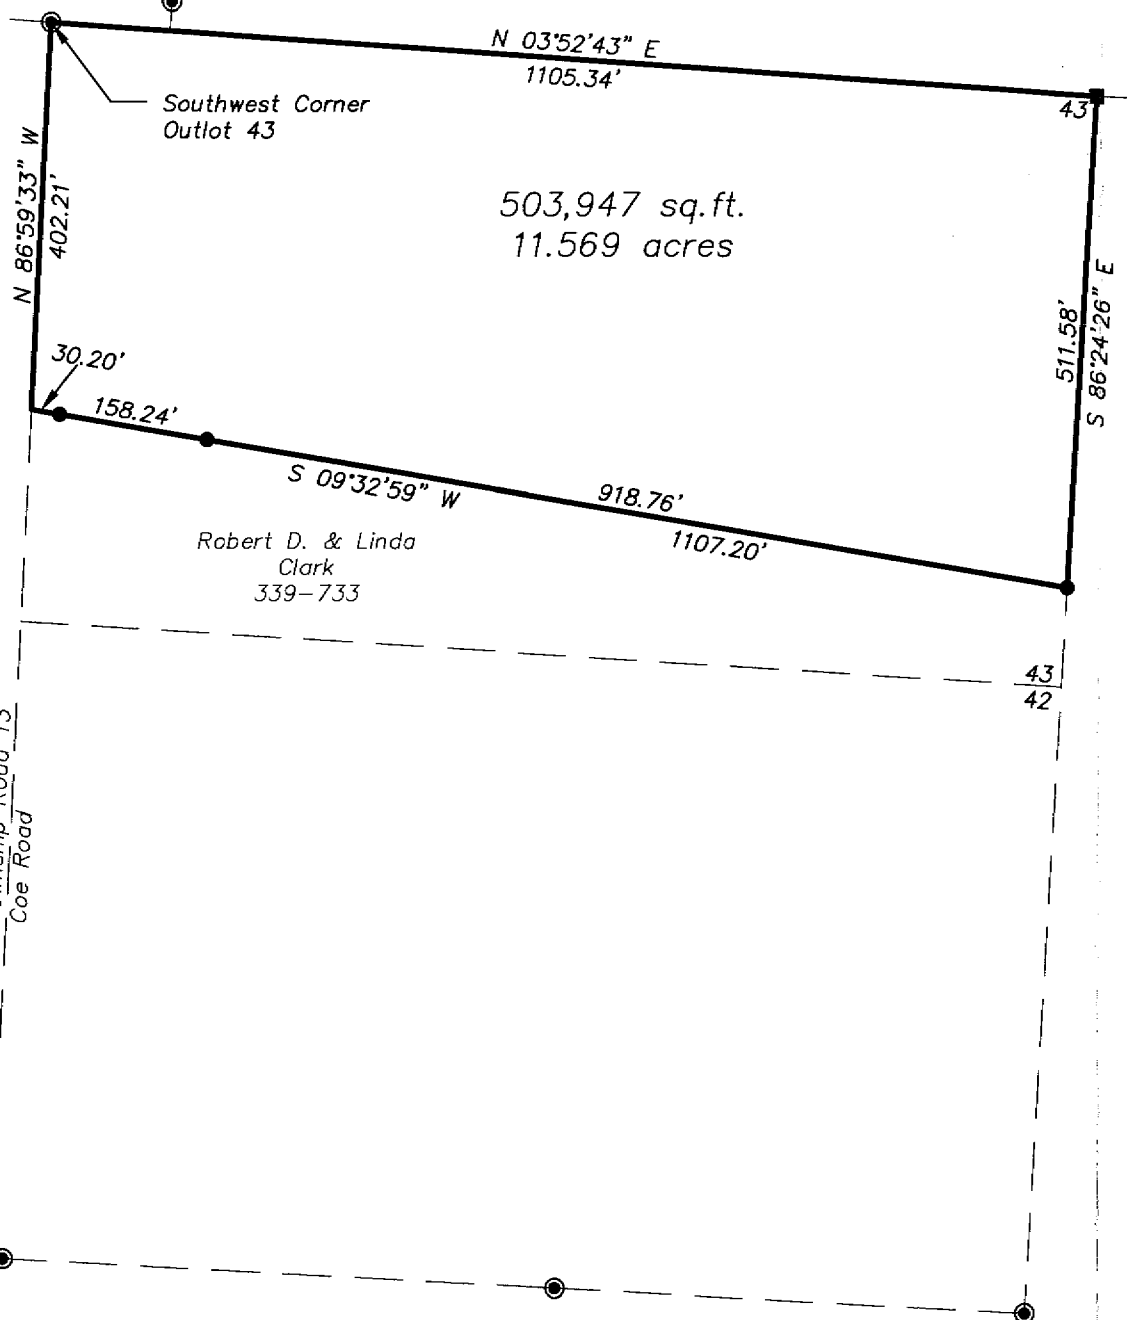 N 03°52'43" E
1105.34'
Southwest Corner
Outlot 43
43
N 86°59'33" W
402.21'
503,947 sq.ft.
11.569 acres
511.58'
S 86°24'26" E
30.20'
158.24'
S 09°32'59" W
918.76'
1107.20'
Robert D. & Linda
Clark
339-733
43
42
Road 13
Coe Road